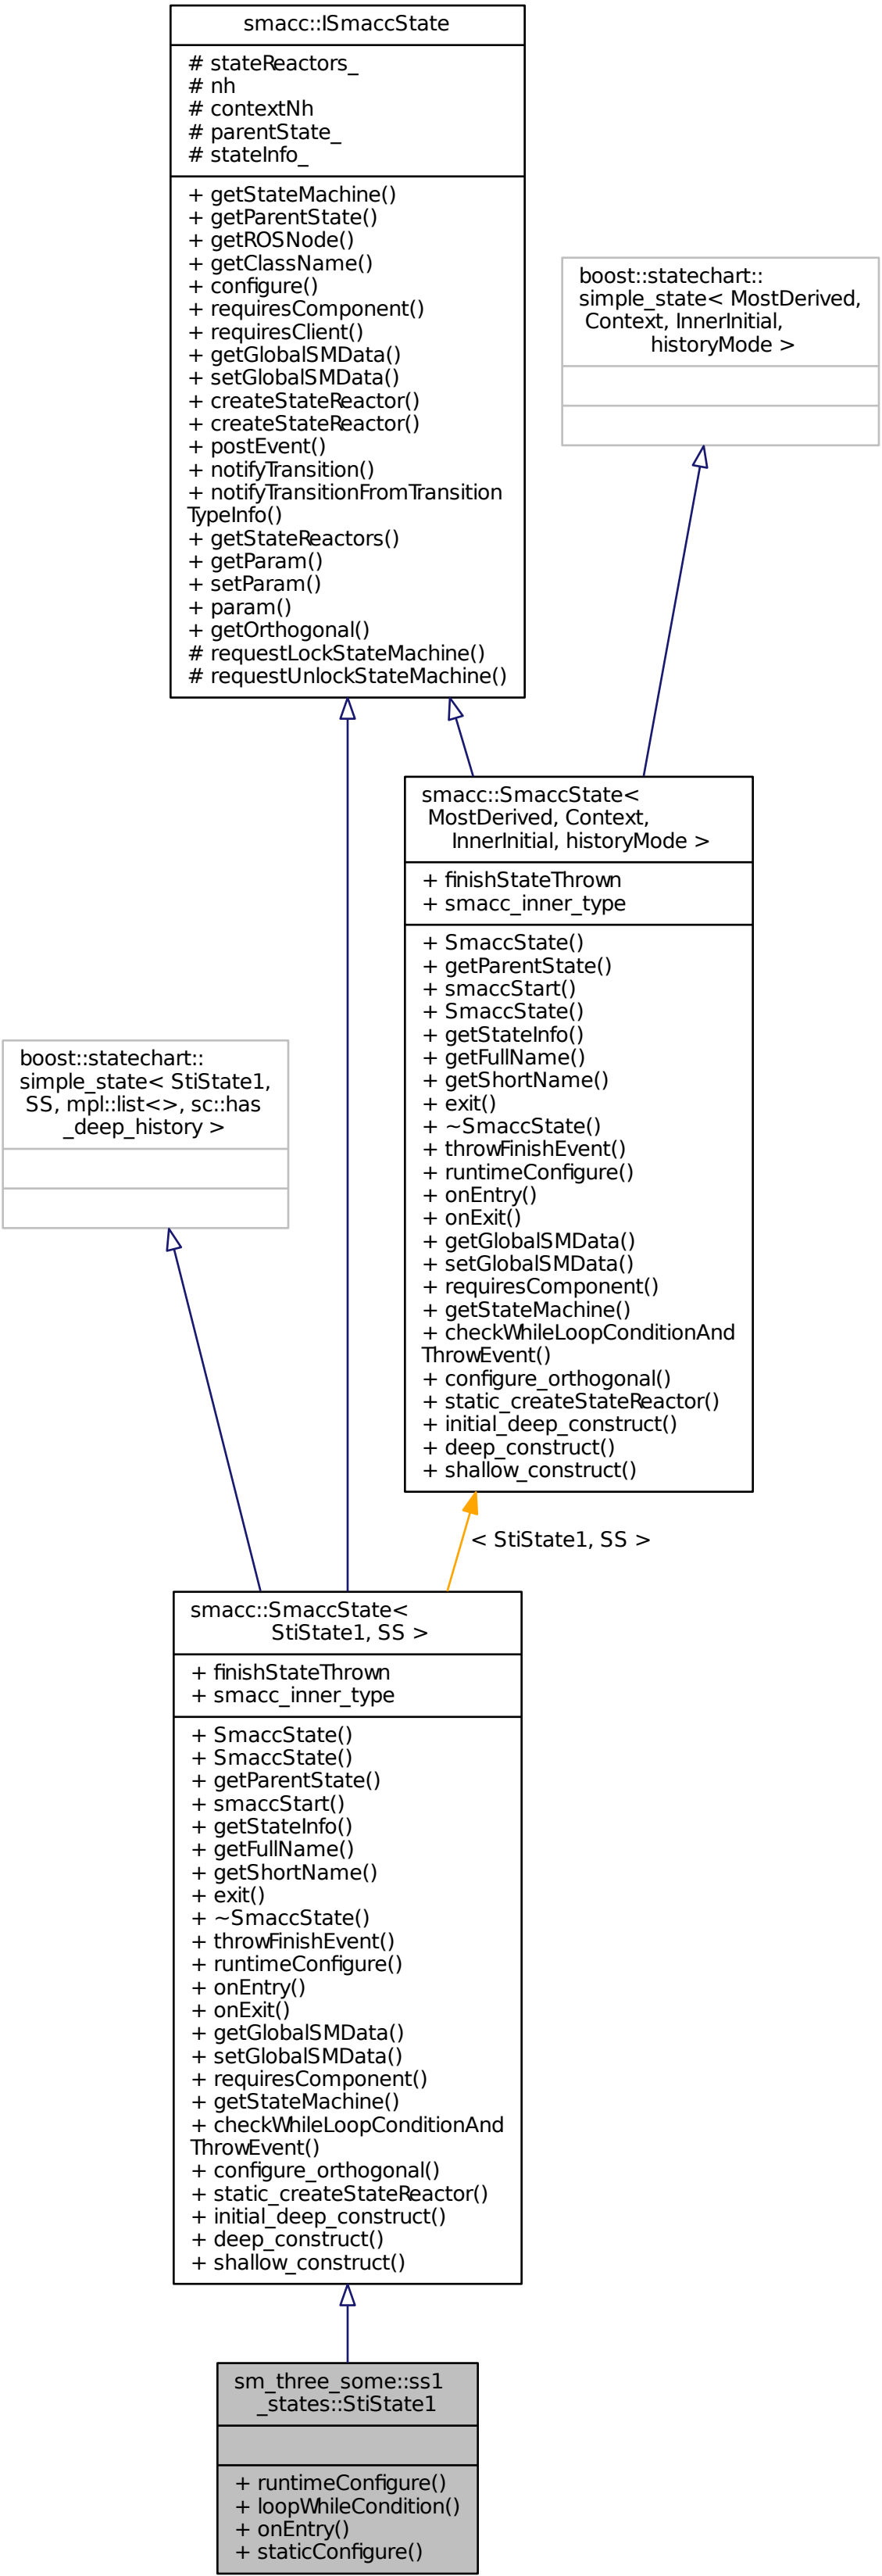 smacc::ISmaccState
# stateReactors_
# nh
# contextNh
# parentState_
# stateInfo_
+ getStateMachine()
+ getParentState()
+ getROSNode()
+ getClassName()
+ configure()
+ requiresComponent()
+ requiresClient()
+ getGlobalSMData()
+ setGlobalSMData()
+ createStateReactor()
+ createStateReactor()
+ postEvent()
+ notifyTransition()
+ notifyTransitionFromTransition
TypeInfo()
+ getStateReactors()
+ getParam()
+ setParam()
+ param()
+ getOrthogonal()
# requestLockStateMachine()
# requestUnlockStateMachine()
boost::statechart::
simple_state< MostDerived,
Context, InnerInitial,
historyMode >
smacc::SmaccState<
MostDerived, Context,
InnerInitial, historyMode >
+ finishStateThrown
+ smacc_inner_type
+ SmaccState()
+ getParentState()
+ smaccStart()
+ SmaccState()
+ getStateInfo()
+ getFullName()
+ getShortName()
+ exit()
+ ~SmaccState()
+ throwFinishEvent()
+ runtimeConfigure()
+ onEntry()
+ onExit()
+ getGlobalSMData()
+ setGlobalSMData()
+ requiresComponent()
+ getStateMachine()
+ checkWhileLoopConditionAnd
ThrowEvent()
+ configure_orthogonal()
+ static_createStateReactor()
+ initial_deep_construct()
+ deep_construct()
+ shallow_construct()
boost::statechart::
simple_state< StiState1,
SS, mpl::list<>, sc::has
_deep_history >
< StiState1, SS >
smacc::SmaccState<
StiState1, SS >
+ finishStateThrown
+ smacc_inner_type
+ SmaccState()
+ SmaccState()
+ getParentState()
+ smaccStart()
+ getStateInfo()
+ getFullName()
+ getShortName()
+ exit()
+ ~SmaccState()
+ throwFinishEvent()
+ runtimeConfigure()
+ onEntry()
+ onExit()
+ getGlobalSMData()
+ setGlobalSMData()
+ requiresComponent()
+ getStateMachine()
+ checkWhileLoopConditionAnd
ThrowEvent()
+ configure_orthogonal()
+ static_createStateReactor()
+ initial_deep_construct()
+ deep_construct()
+ shallow_construct()
sm_three_some::ss1
_states::StiState1
+ runtimeConfigure()
+ loopWhileCondition()
+ onEntry()
+ staticConfigure()